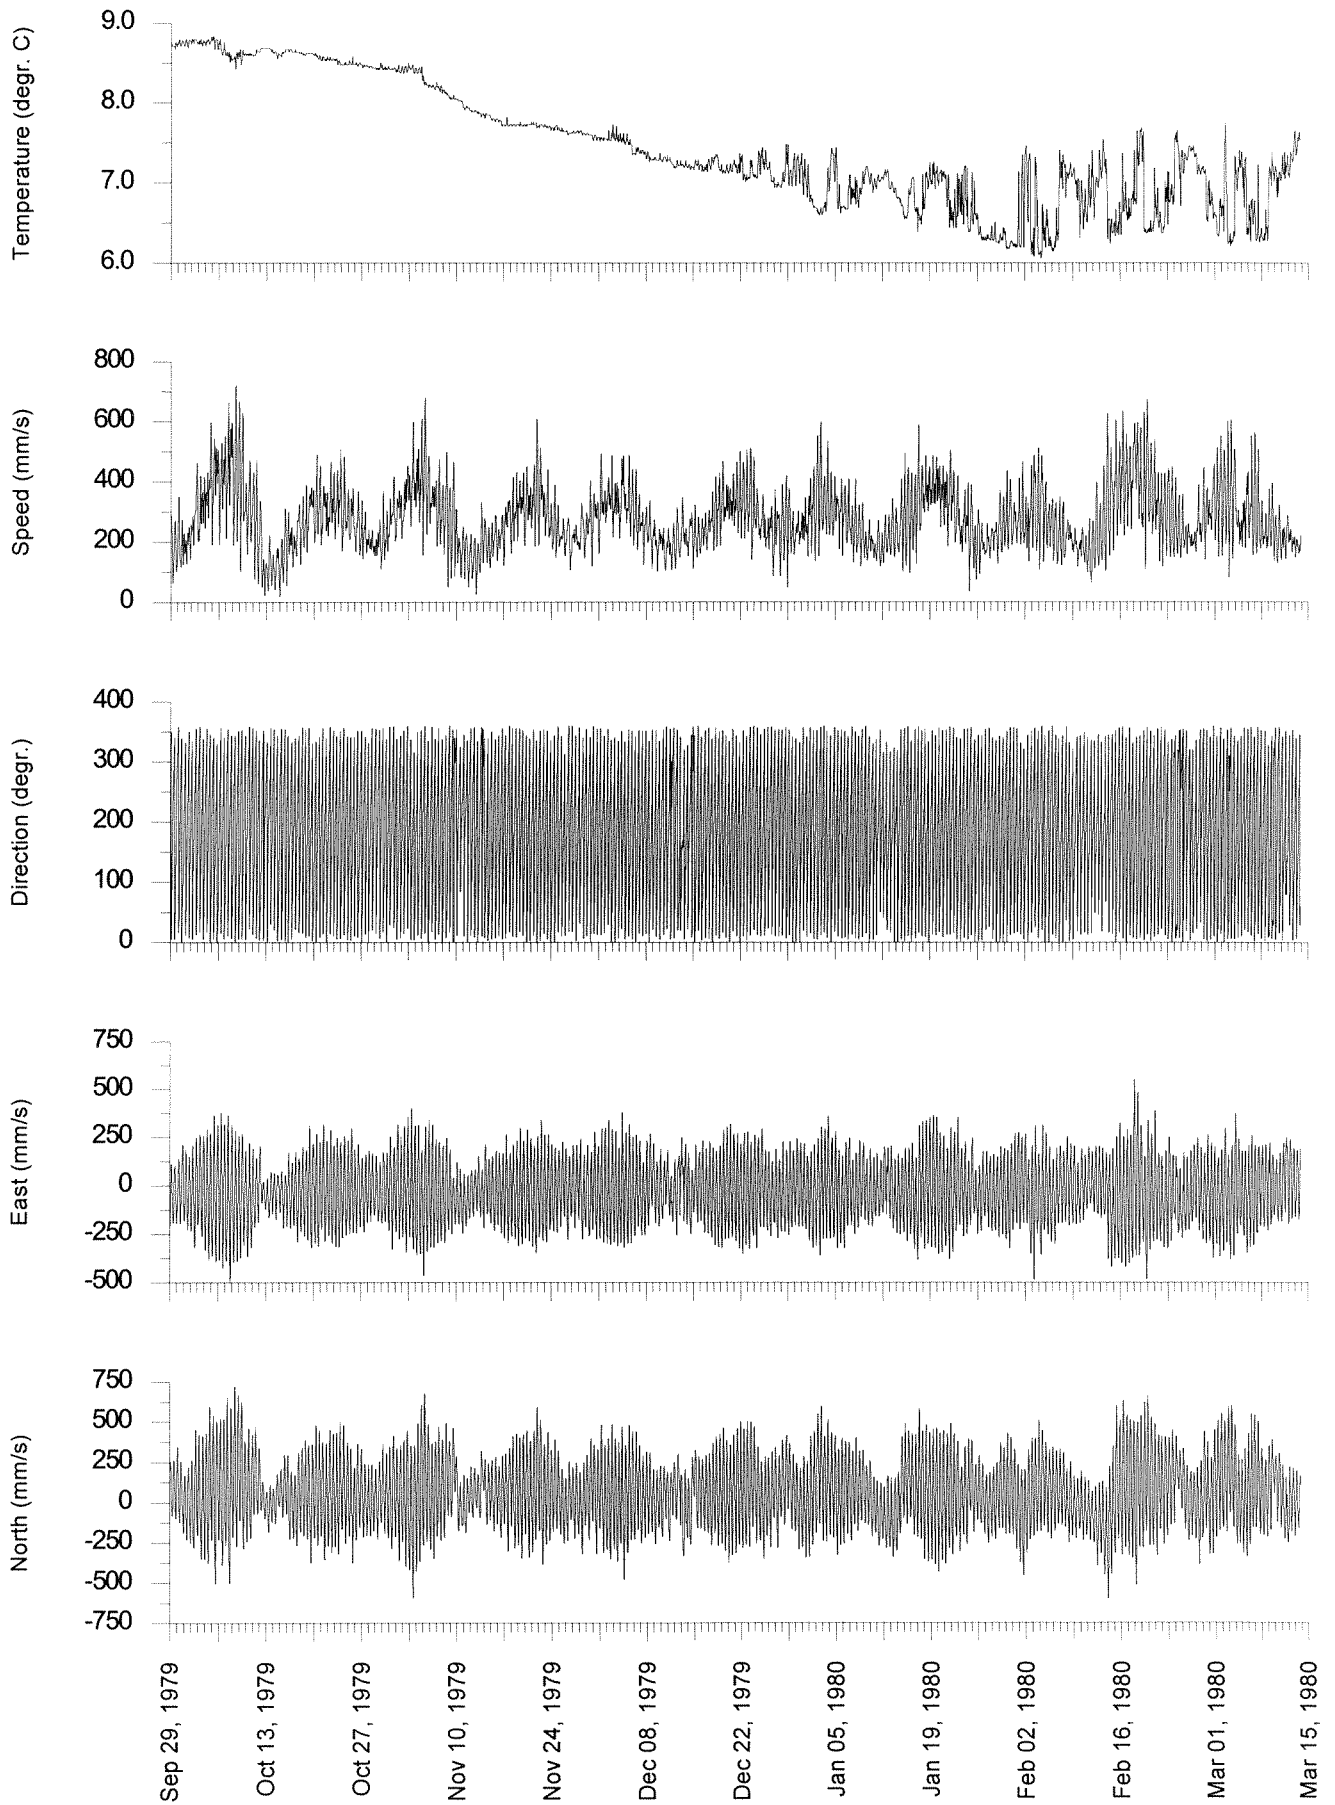 Temperature (degr. C)
9.0
8.0
7.0
6.0
Speed (mm/s)
800
600
400
200
0
Direction (degr.)
400
300
200
100
0
East (mm/s)
750
500
250
0
-250
-500
North (mm/s)
750
500
250
0
-250
-500
-750
Sep 29, 1979
Oct 13, 1979
Oct 27, 1979
Nov 10, 1979
Nov 24, 1979
Dec 08, 1979
Dec 22, 1979
Jan 05, 1980
Jan 19, 1980
Feb 02, 1980
Feb 16, 1980
Mar 01, 1980
Mar 15, 1980